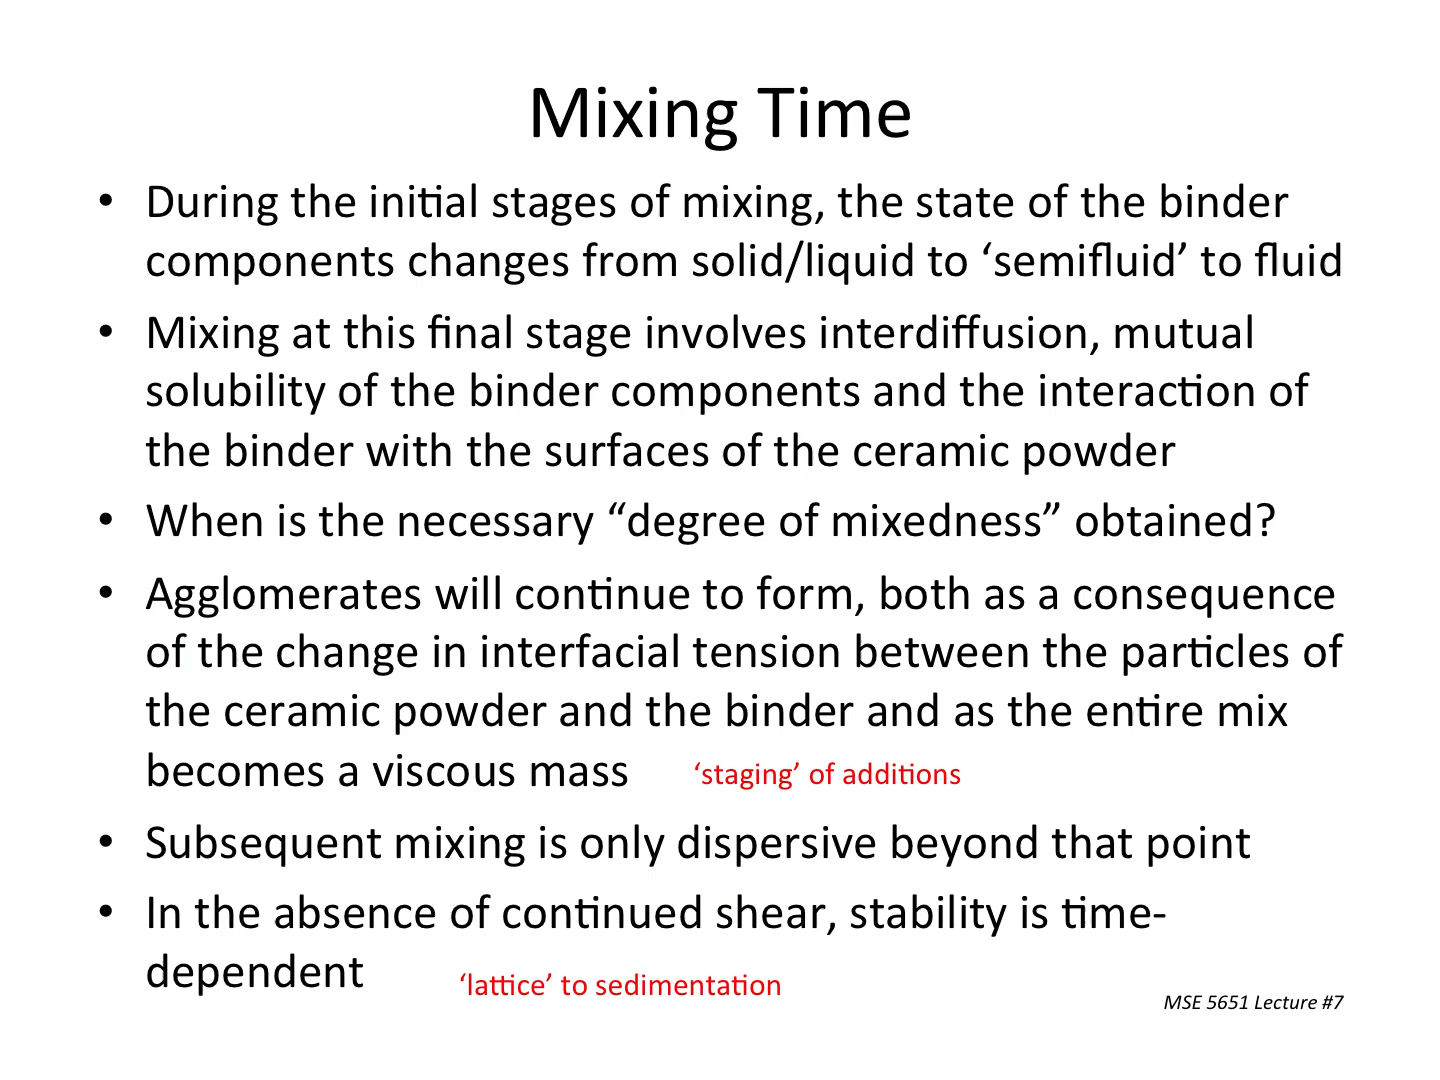 Mixing Time
• During the initial stages of mixing, the state of the binder
components changes from solid/liquid to ‘semifluid’ to fluid
• Mixing at this final stage involves interdiffusion, mutual
solubility of the binder components and the interaction of
the binder with the surfaces of the ceramic powder
• When is the necessary “degree of mixedness” obtained?
• Agglomerates will continue to form, both as a consequence
of the change in interfacial tension between the particles of
the ceramic powder and the binder and as the entire mix
becomes a viscous mass ‘staging’ of additions
• Subsequent mixing is only dispersive beyond that point
• In the absence of continued shear, stability is time-
dependent ‘lattice’ to sedimentation
MSE 5651 Lecture #7